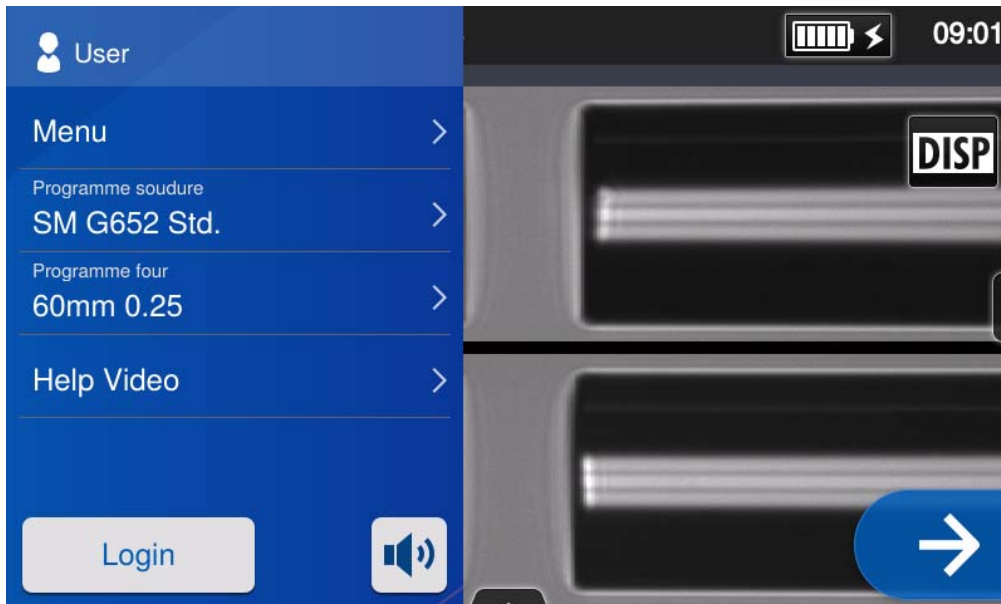 User
09:01
Menu
DISP
Programme soudure
SM G652 Std.
Programme four
60mm 0.25
Help Video
Login